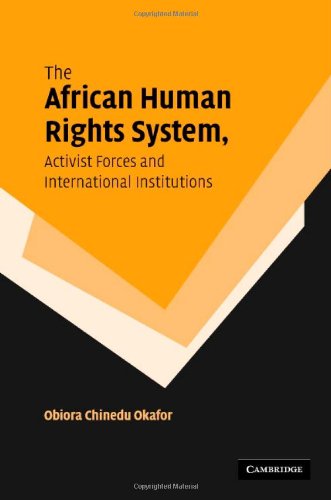 The
African Human
Rights System,
Activist Forces and
International Institutions
Obiora Chinedu Okafor
CAMBRIDGE